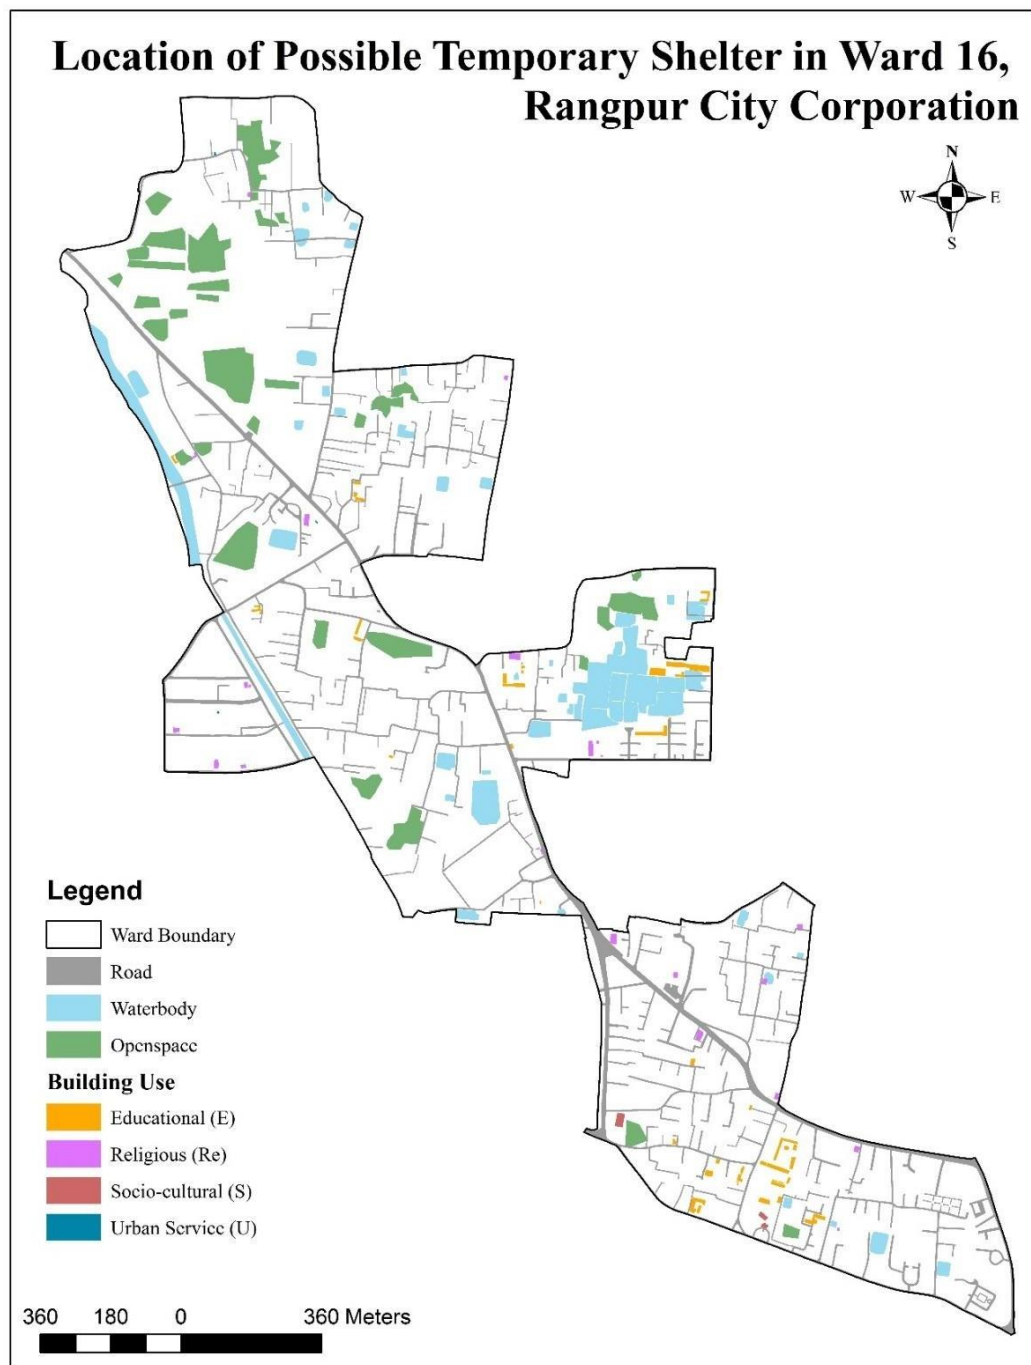 Location of Possible Temporary Shelter in Ward 16,
Rangpur City Corporation
N
W E
S
Legend
Ward Boundary
Road
Waterbody
Openspace
Building Use
Educational (E)
Religious (Re)
Socio-cultural (S)
Urban Service (U)
360 180 0 360 Meters